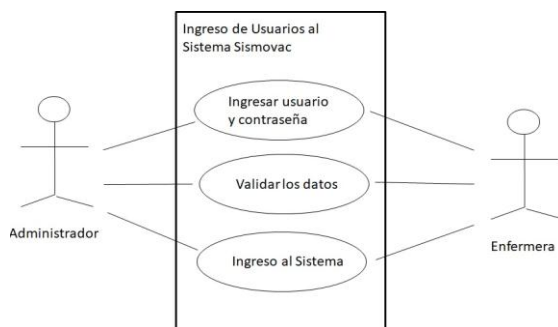 Ingreso de Usuarios al
Sistema Sismovac
Ingresar usuario
y contraseña
Validar los datos
Administrador
Ingreso al Sistema
Enfermera